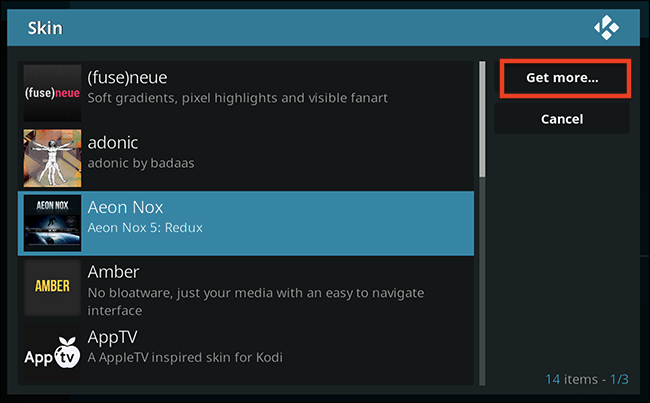 Skin
(fuse)neue
(fuse)neue
Soft gradients, pixel highlights and visible fanart
adonic
adonic by badaas
AEON NOX
Aeon Nox
Aeon Nox 5: Redux
AMBER
Amber
No bloatware, just your media with an easy to navigate
interface
App tv
AppTV
A AppleTV inspired skin for Kodi
Get more...
Cancel
14 items - 1/3